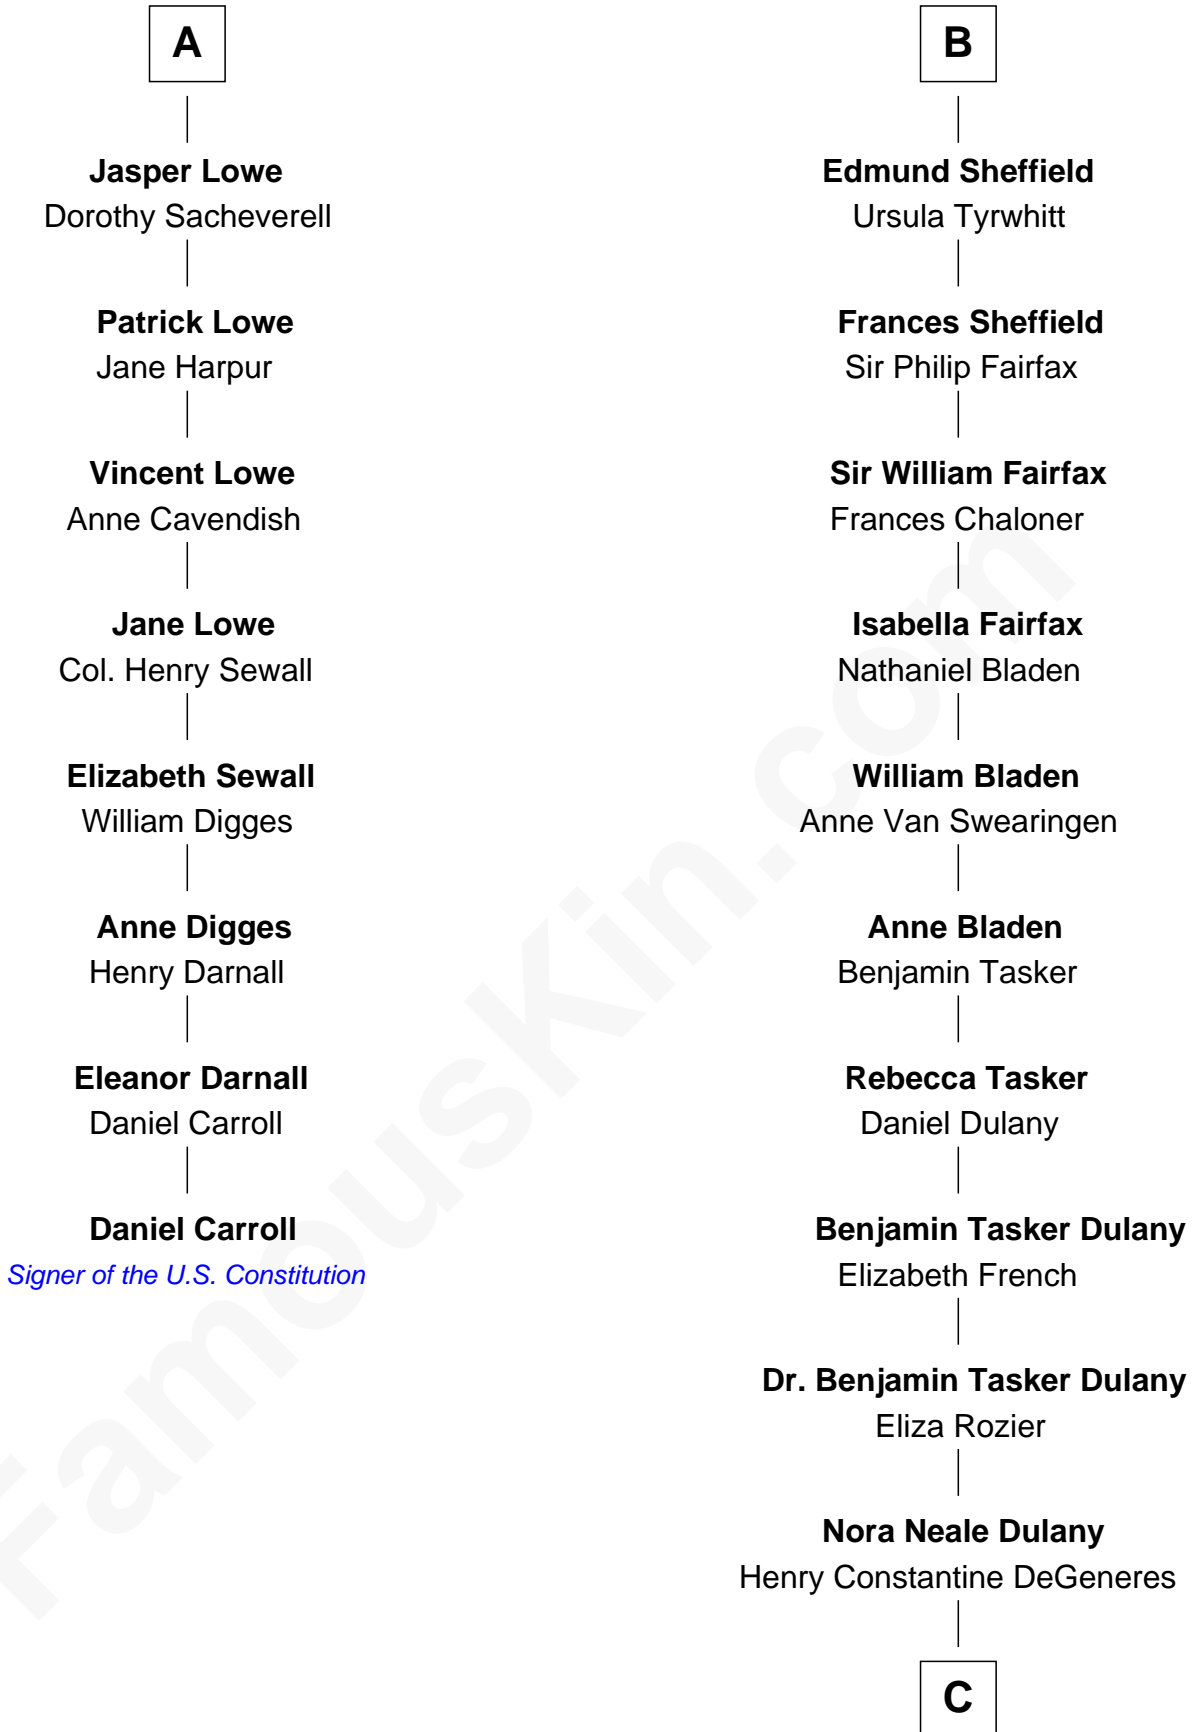 A
Jasper Lowe
Dorothy Sacheverell
Patrick Lowe
Jane Harpur
Vincent Lowe
Anne Cavendish
Jane Lowe
Col. Henry Sewall
Elizabeth Sewall
William Digges
Anne Digges
Henry Darnall
Eleanor Darnall
Daniel Carroll
Daniel Carroll
Signer of the U.S. Constitution
B
Edmund Sheffield
Ursula Tyrwhitt
Frances Sheffield
Sir Philip Fairfax
Sir William Fairfax
Frances Chaloner
Isabella Fairfax
Nathaniel Bladen
William Bladen
Anne Van Swearingen
Anne Bladen
Benjamin Tasker
Rebecca Tasker
Daniel Dulany
Benjamin Tasker Dulany
Elizabeth French
Dr. Benjamin Tasker Dulany
Eliza Rozier
Nora Neale Dulany
Henry Constantine DeGeneres
C
FamousKin.com